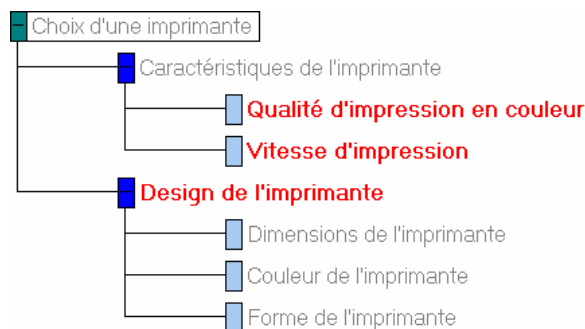 Choix d'une imprimante
Caractéristiques de l'imprimante
Qualité d'impression en couleur
Vitesse d'impression
Design de l'imprimante
Dimensions de l'imprimante
Couleur de l'imprimante
Forme de l'imprimante